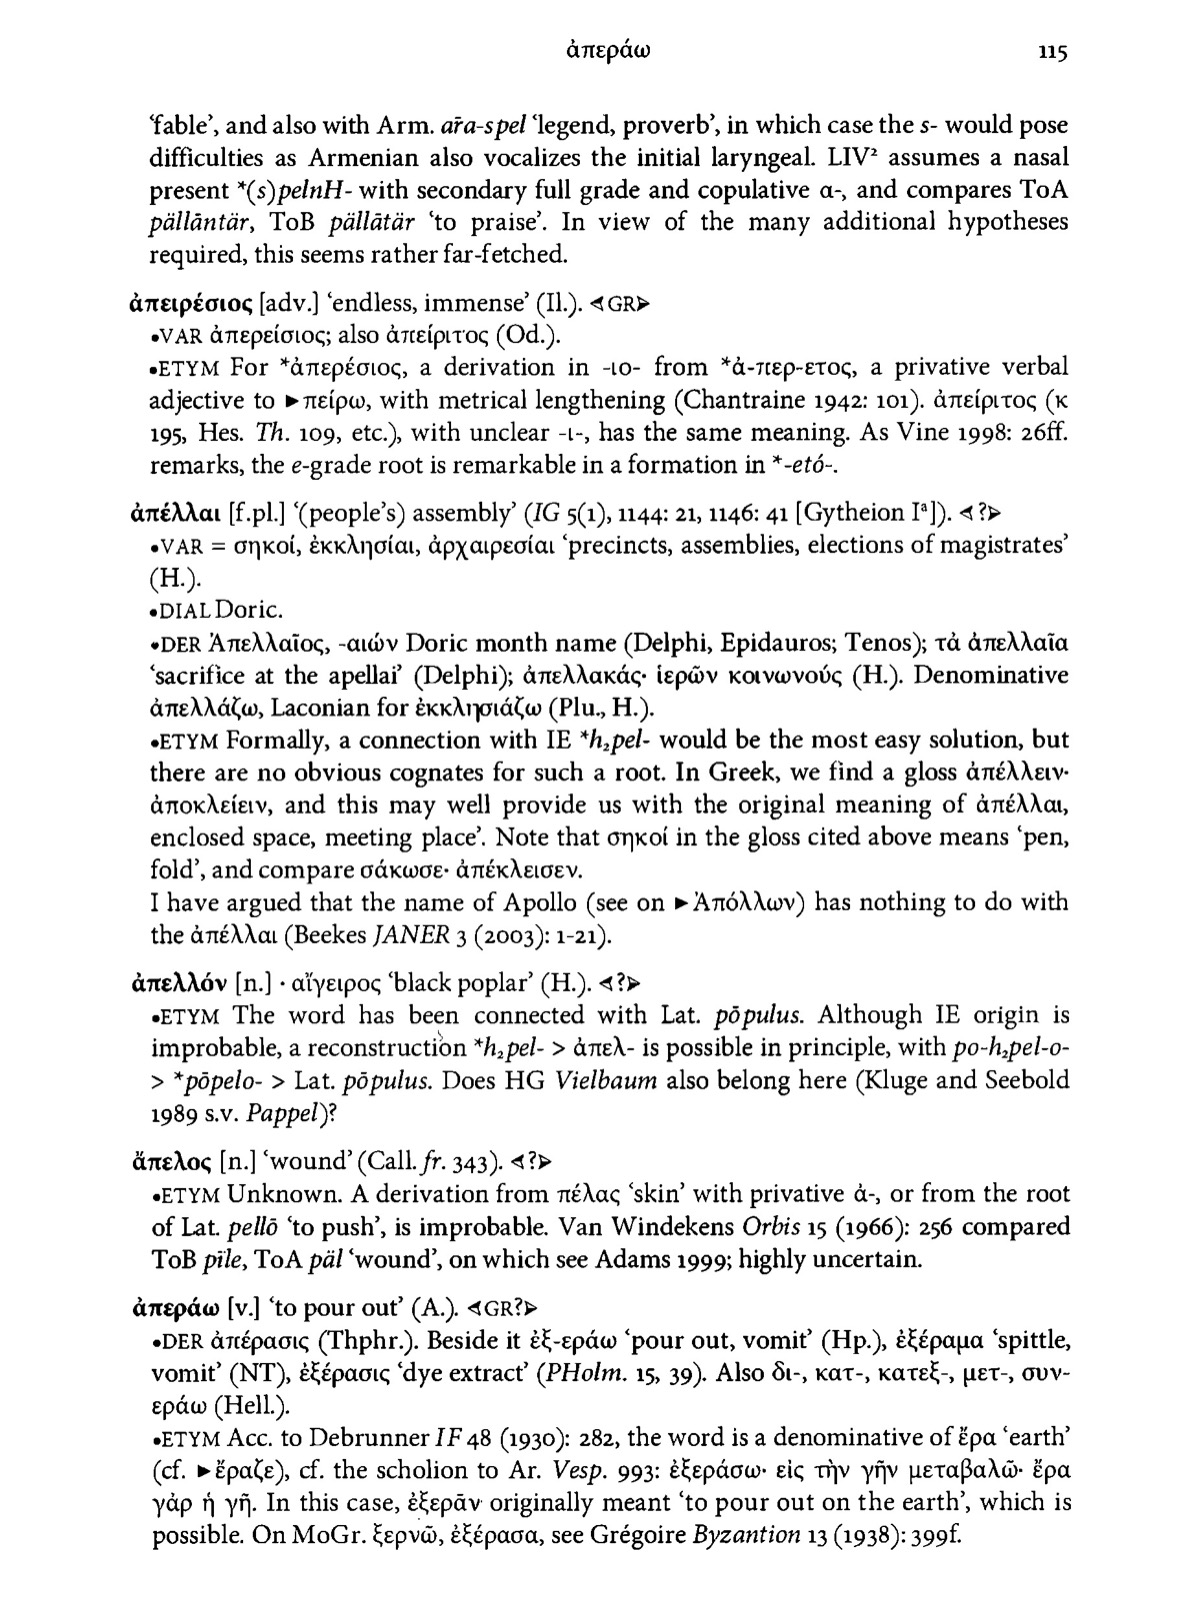 ἀπεράω 115
‘fable’, and also with Arm. aṙa-spel ‘legend, proverb’, in which case the s- would pose
difficulties as Armenian also vocalizes the initial laryngeal. LIV² assumes a nasal
present *(s)pelnH- with secondary full grade and copulative ἀ-, and compares ToA
pällāntär, ToB pällātär ‘to praise’. In view of the many additional hypotheses
required, this seems rather far-fetched.
ἀπειρέσιος [adv.] ‘endless, immense’ (Il.). ⊲GR⊳
•VAR ἀπερείσιος; also ἀπείριτος (Od.).
•ETYM For *ἀπερέσιος, a derivation in -ιο- from *ἀ-περ-ετος, a privative verbal
adjective to ►πείρω, with metrical lengthening (Chantraine 1942: 101). ἀπείριτος (κ
195, Hes. Th. 109, etc.), with unclear -ι-, has the same meaning. As Vine 1998: 26ff.
remarks, the e-grade root is remarkable in a formation in *-etó-.
ἀπέλλαι [f.pl.] ‘(people’s) assembly’ (IG 5(1), 1144: 21, 1146: 41 [Gytheion Iᵃ]). ⊲?⊳
•VAR = σηκοί, ἐκκλησίαι, ἀρχαιρεσίαι ‘precincts, assemblies, elections of magistrates’
(H.).
•DIAL Doric.
•DER Ἀπελλαῖος, -αιών Doric month name (Delphi, Epidauros; Tenos); τὰ ἀπελλαῖα
‘sacrifice at the apellai’ (Delphi); ἀπελλακάς· ἱερῶν κοινωνούς (H.). Denominative
ἀπελλάζω, Laconian for ἐκκλησιάζω (Plu., H.).
•ETYM Formally, a connection with IE *h₂pel- would be the most easy solution, but
there are no obvious cognates for such a root. In Greek, we find a gloss ἀπέλλειν·
ἀποκλείειν, and this may well provide us with the original meaning of ἀπέλλαι,
enclosed space, meeting place’. Note that σηκοί in the gloss cited above means ‘pen,
fold’, and compare σάκωσε· ἀπέκλεισεν.
I have argued that the name of Apollo (see on ►Ἀπόλλων) has nothing to do with
the ἀπέλλαι (Beekes JANER 3 (2003): 1-21).
ἀπελλόν [n.] · αἴγειρος ‘black poplar’ (H.). ⊲?⊳
•ETYM The word has been connected with Lat. pōpulus. Although IE origin is
improbable, a reconstruction *h₂pel- > ἀπελ- is possible in principle, with po-h₂pel-o-
> *pōpelo- > Lat. pōpulus. Does HG Vielbaum also belong here (Kluge and Seebold
1989 s.v. Pappel)?
ἄπελος [n.] ‘wound’ (Call. fr. 343). ⊲?⊳
•ETYM Unknown. A derivation from πέλας ‘skin’ with privative ἀ-, or from the root
of Lat. pellō ‘to push’, is improbable. Van Windekens Orbis 15 (1966): 256 compared
ToB pīle, ToA päl ‘wound’, on which see Adams 1999; highly uncertain.
ἀπεράω [v.] ‘to pour out’ (A.). ⊲GR?⊳
•DER ἀπέρασις (Thphr.). Beside it ἐξ-εράω ‘pour out, vomit’ (Hp.), ἐξέραμα ‘spittle,
vomit’ (NT), ἐξέρασις ‘dye extract’ (PHolm. 15, 39). Also δι-, κατ-, κατεξ-, μετ-, συν-
εράω (Hell.).
•ETYM Acc. to Debrunner IF 48 (1930): 282, the word is a denominative of ἔρα ‘earth’
(cf. ►ἔραζε), cf. the scholion to Ar. Vesp. 993: ἐξεράσω· εἰς τὴν γῆν μεταβαλῶ· ἔρα
γὰρ ἡ γῆ. In this case, ἐξερᾶν originally meant ‘to pour out on the earth’, which is
possible. On MoGr. ξερνῶ, ἐξέρασα, see Grégoire Byzantion 13 (1938): 399f.